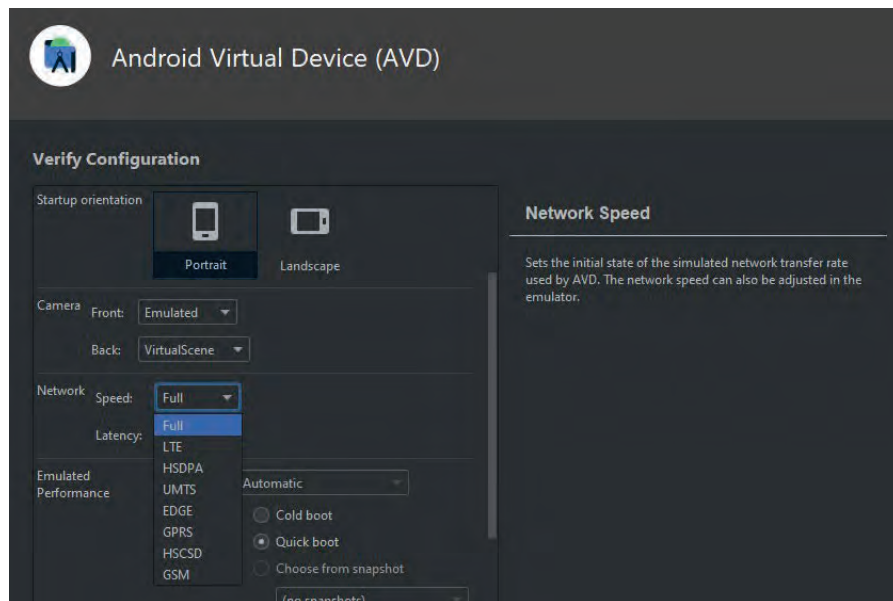 Android Virtual Device (AVD)
Verify Configuration
Startup orientation
Portrait
Landscape
Camera
Front:
Emulated
Back:
VirtualScene
Network
Speed:
Full
Latency:
Full
LTE
HSDPA
UMTS
EDGE
GPRS
HSCSD
GSM
Emulated
Performance
Automatic
Cold boot
Quick boot
Choose from snapshot
(no snapshots)
Network Speed
Sets the initial state of the simulated network transfer rate
used by AVD. The network speed can also be adjusted in the
emulator.